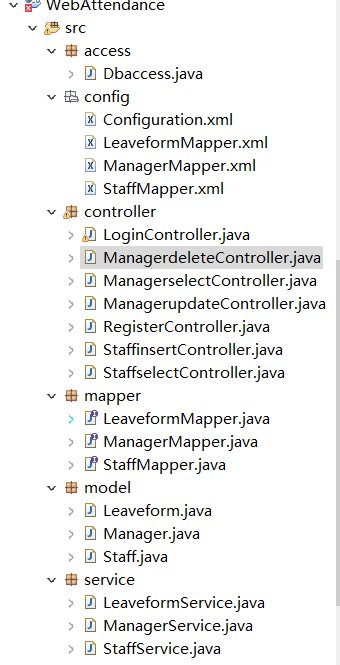 WebAttendance
src
access
Dbaccess.java
config
Configuration.xml
LeaveformMapper.xml
ManagerMapper.xml
StaffMapper.xml
controller
LoginController.java
ManagerdeleteController.java
ManagerselectController.java
ManagerupdateController.java
RegisterController.java
StaffinsertController.java
StaffselectController.java
mapper
LeaveformMapper.java
ManagerMapper.java
StaffMapper.java
model
Leaveform.java
Manager.java
Staff.java
service
LeaveformService.java
ManagerService.java
StaffService.java